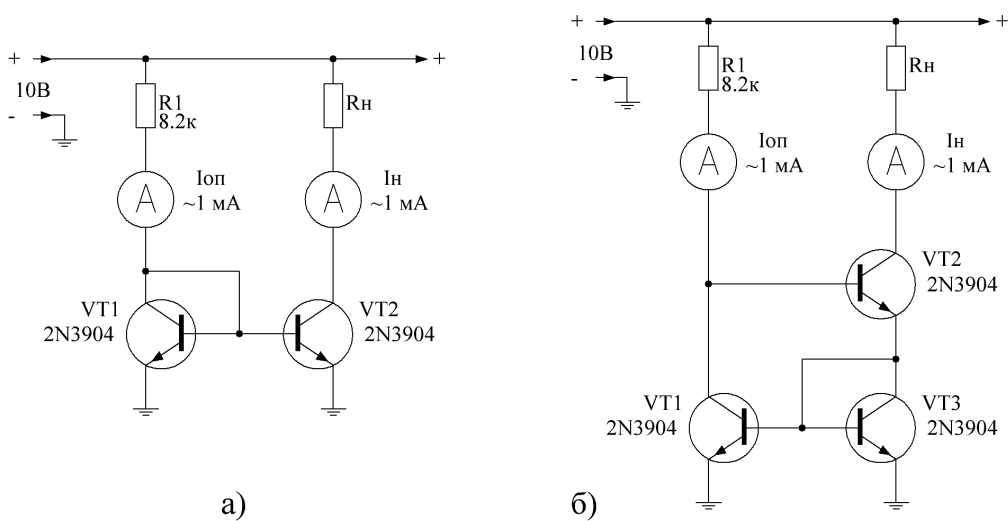 +
+
10В
-
R1
8.2к
Rн
А
Iоп
~1 мА
А
Iн
~1 мА
VT1
2N3904
VT2
2N3904
а)
+
+
10В
-
R1
8.2к
Rн
А
Iоп
~1 мА
А
Iн
~1 мА
VT2
2N3904
VT1
2N3904
VT3
2N3904
б)